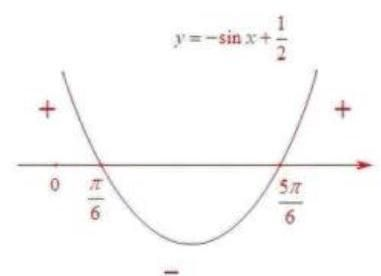 y = -sin x + 1/2
+ +
0 π/6 5π/6
−